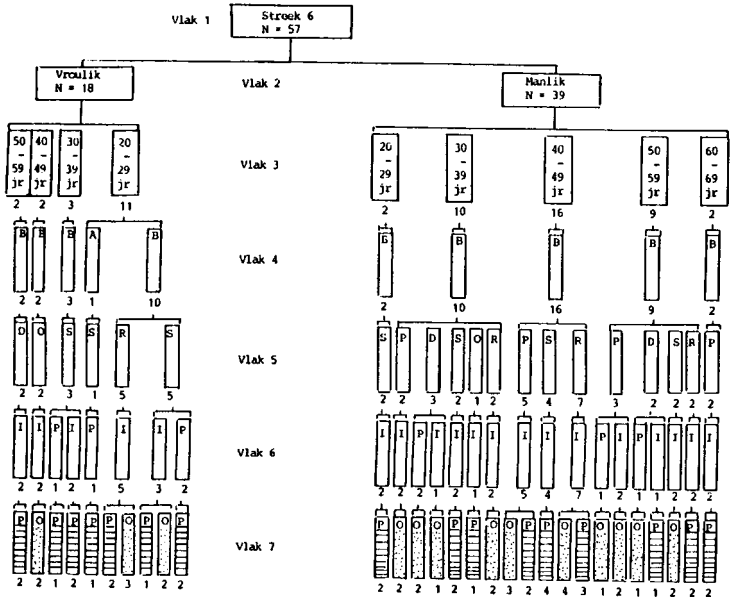 Vlak 1
Streek 6
N = 57
Vroulik
N = 18
Vlak 2
Manlik
N = 39
50 40 30 20
- - - -
59 49 39 29
jr jr jr jr
2 2 3 11
Vlak 3
20 30 40 50 60
- - - - -
29 39 49 59 69
jr jr jr jr jr
2 10 16 9 2
B B B A B
2 2 3 1 10
Vlak 4
B B B B B
2 10 16 9 2
D O S S R S
2 2 3 1 5 5
Vlak 5
S P D S O R P S R P D S R P
2 2 3 2 1 2 5 4 7 3 2 2 2 2
I I P I P I I P
2 2 1 2 1 5 3 2
Vlak 6
I I P I I I I I I I P I P I I I I
2 2 2 1 2 1 2 5 4 7 1 2 1 1 2 2 2
P O P P P P O P O P
2 2 1 2 1 2 3 1 2 2
Vlak 7
P O O O P P O O P P O P O O O P O P P
2 2 2 1 2 1 2 3 2 4 4 3 1 2 1 1 2 2 2